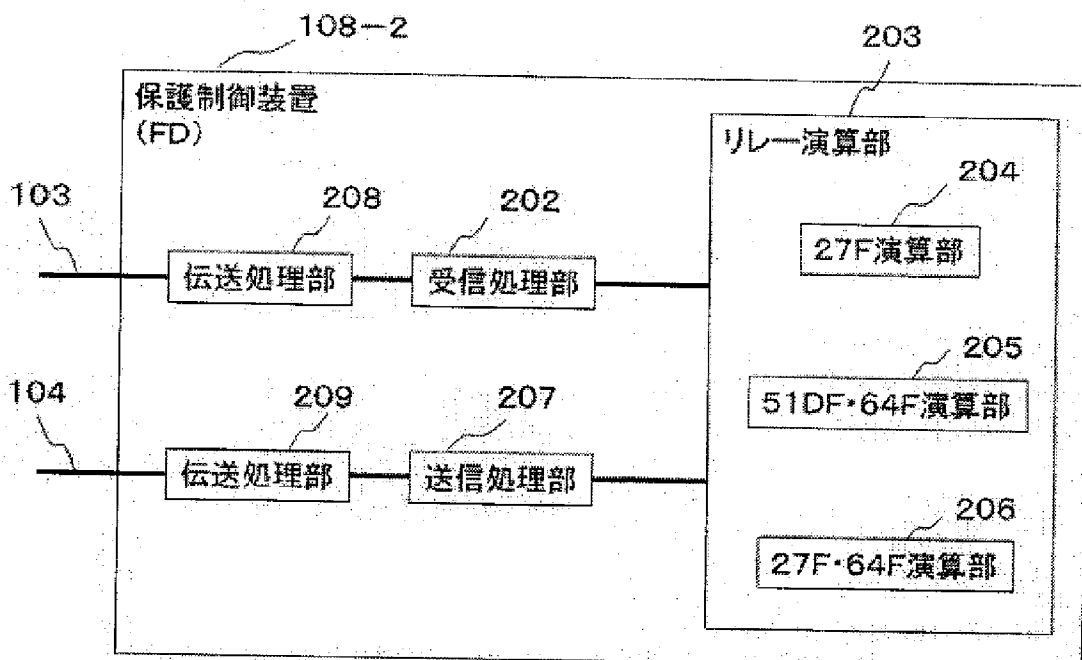 108-2
203
保護制御装置
(FD)
リレー演算部
103
208
202
204
伝送処理部
受信処理部
27F演算部
104
209
207
205
伝送処理部
送信処理部
51DF・64F演算部
206
27F・64F演算部